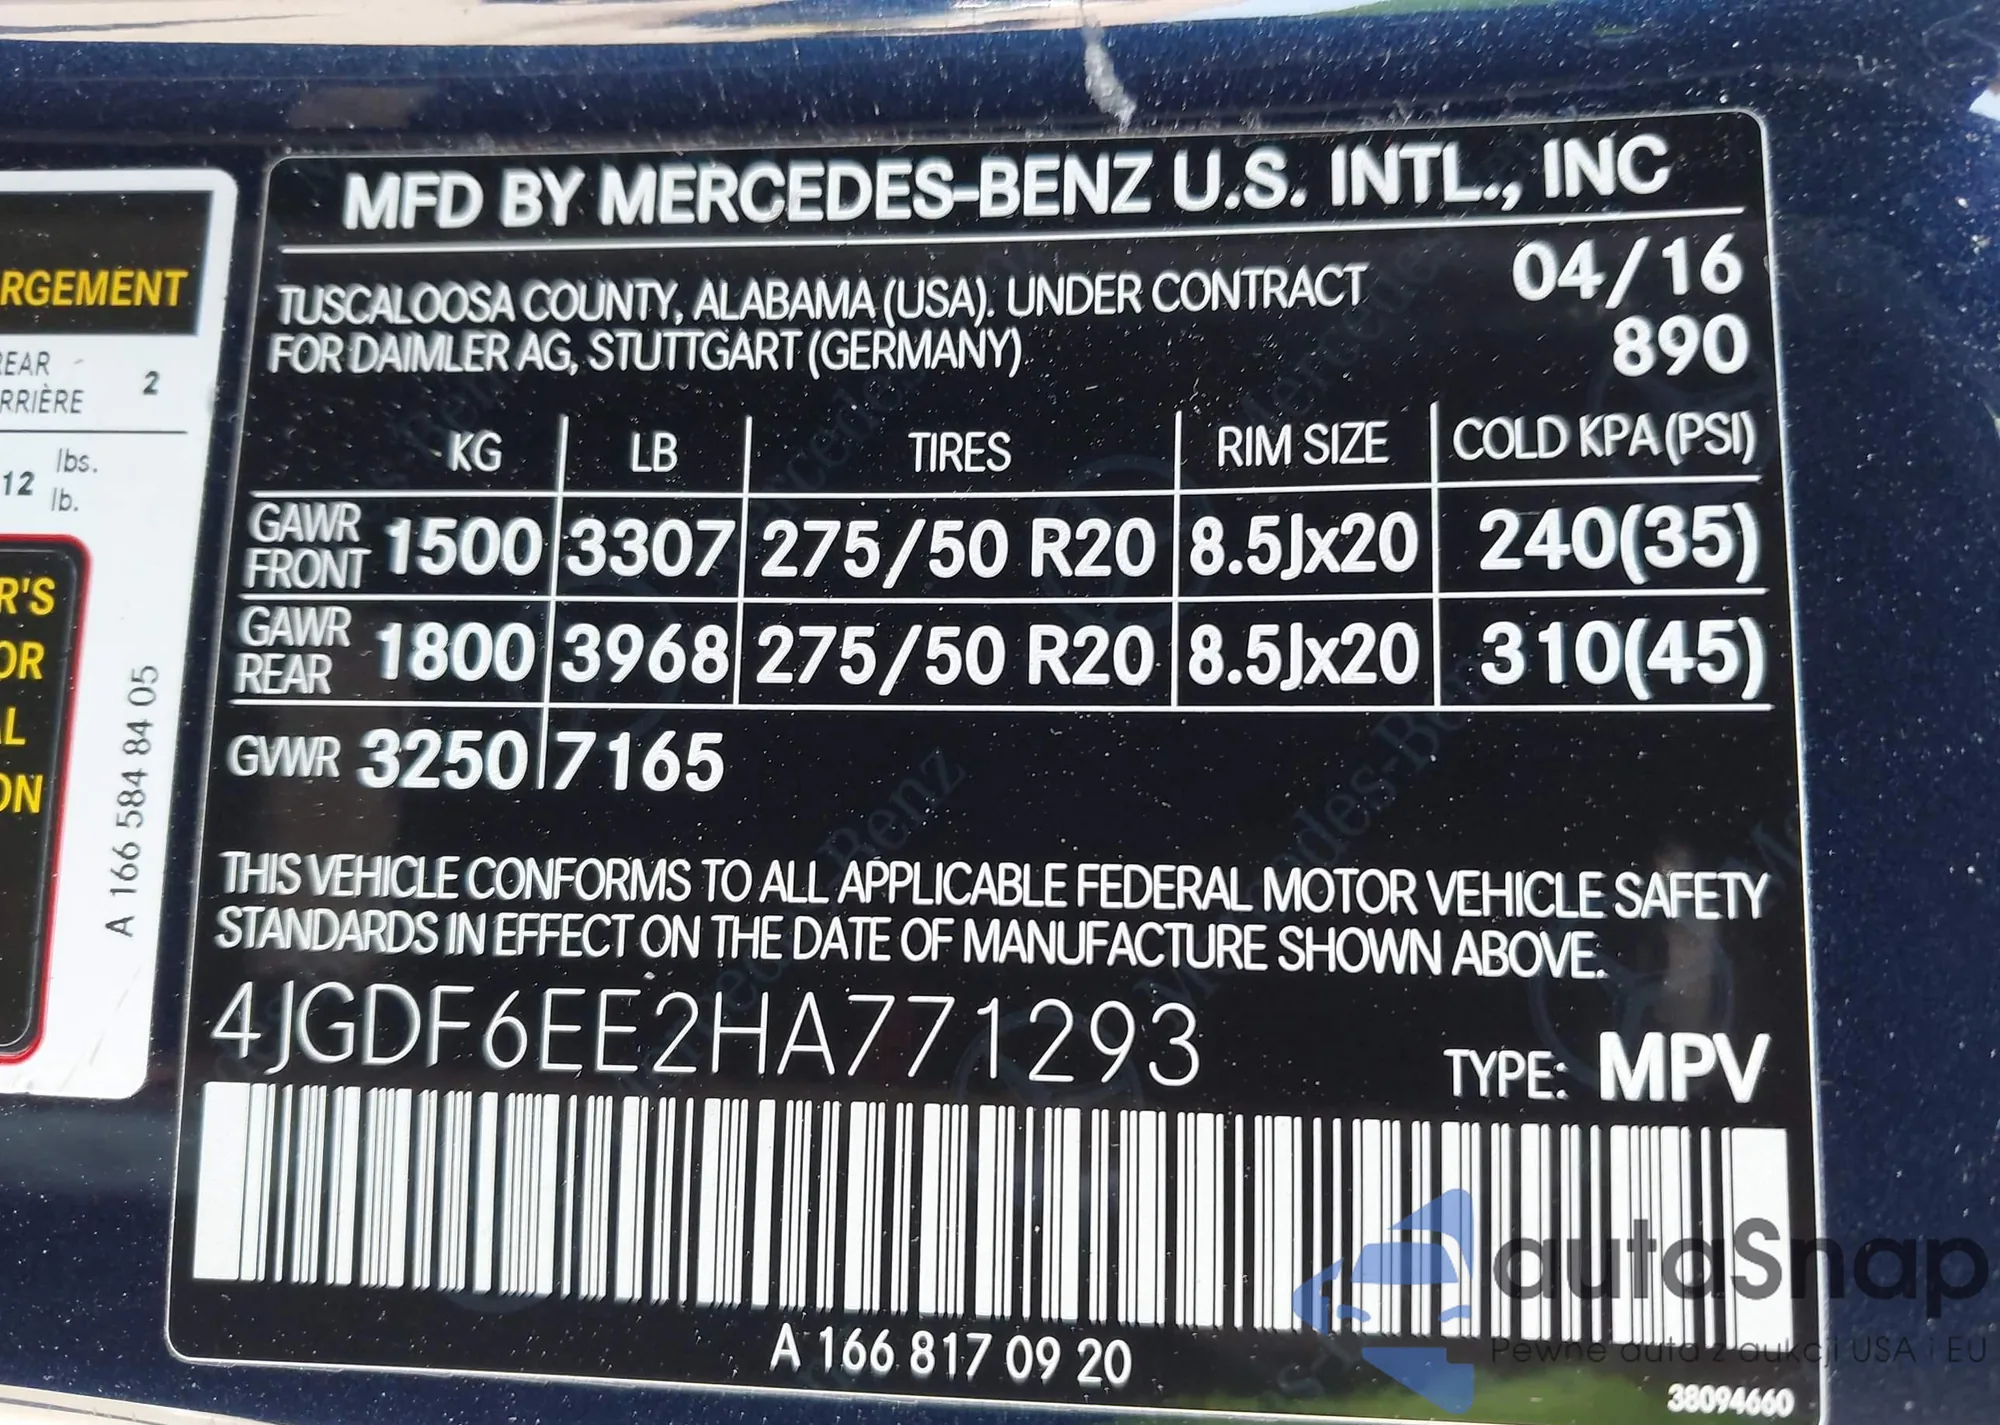 RGEMENT
REAR
RRIÈRE
2
12 lbs.
lb.
R'S
OR
AL
ON
A 166 584 84 05
MFD BY MERCEDES-BENZ U.S. INTL., INC
TUSCALOOSA COUNTY, ALABAMA (USA). UNDER CONTRACT
FOR DAIMLER AG, STUTTGART (GERMANY)
04/16
890
KG LB TIRES RIM SIZE COLD KPA (PSI)
GAWR FRONT 1500 3307 275/50 R20 8.5Jx20 240(35)
GAWR REAR 1800 3968 275/50 R20 8.5Jx20 310(45)
GVWR 3250 7165
THIS VEHICLE CONFORMS TO ALL APPLICABLE FEDERAL MOTOR VEHICLE SAFETY
STANDARDS IN EFFECT ON THE DATE OF MANUFACTURE SHOWN ABOVE.
4JGDF6EE2HA771293
TYPE: MPV
A 166 817 09 20
38094660
autaSnap
Pewne auta z aukcji USA i EU